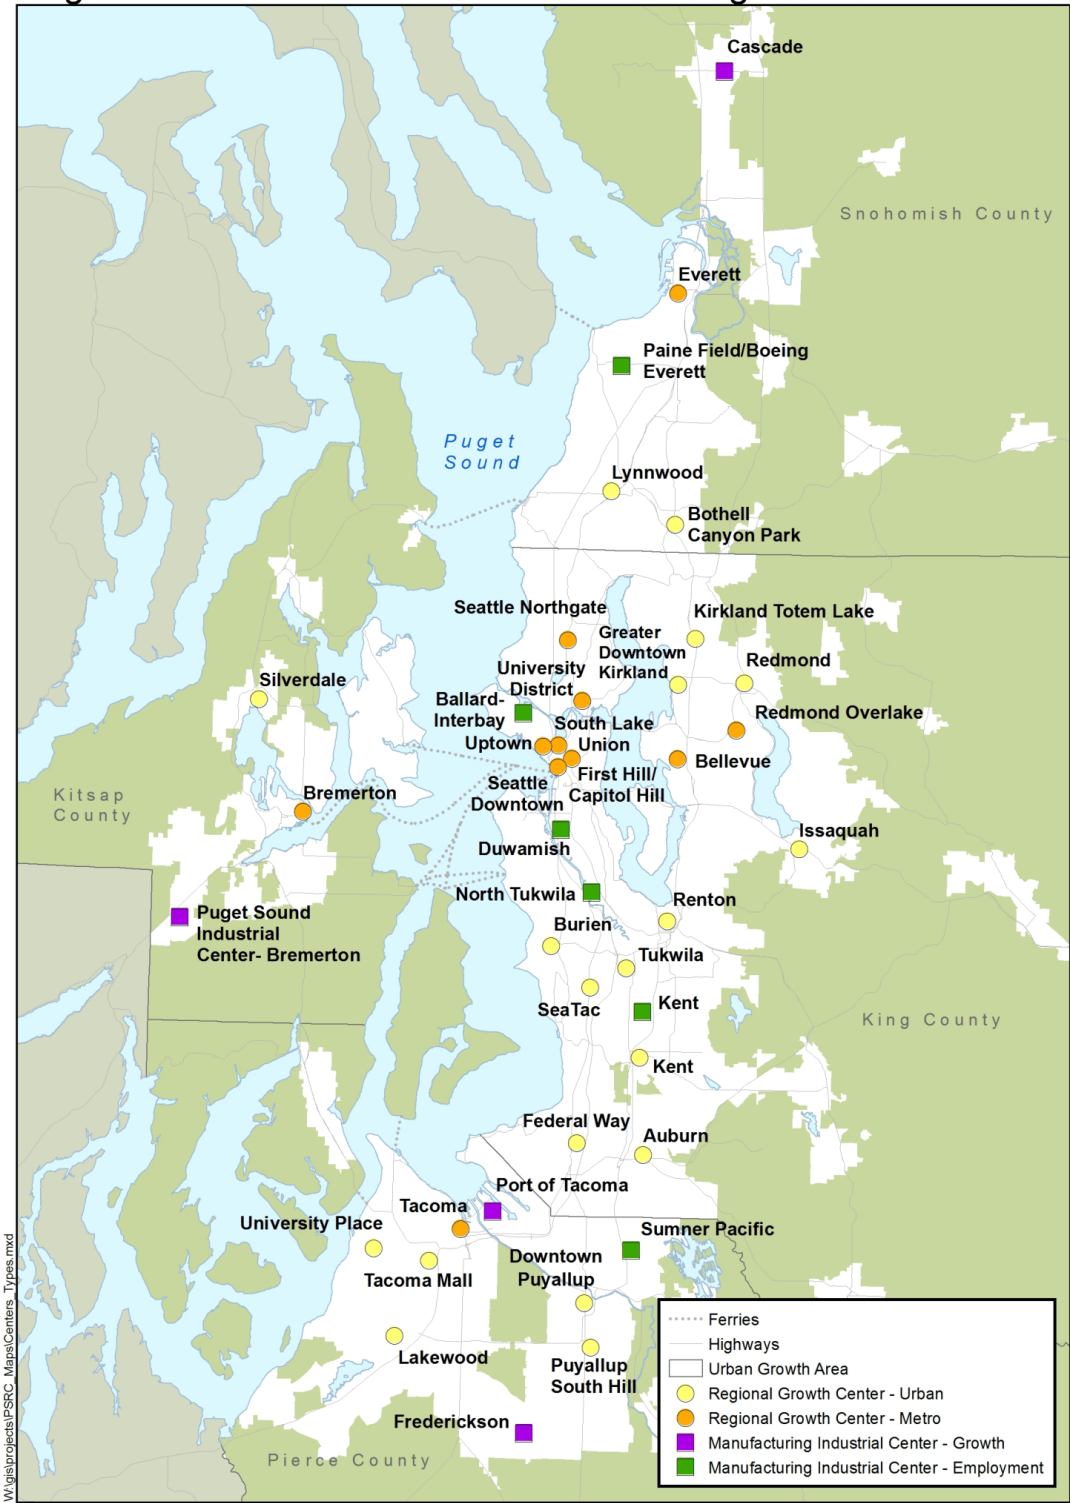 Cascade
Snohomish County
Everett
Paine Field/Boeing
Everett
Puget
Sound
Lynnwood
Bothell
Canyon Park
Seattle Northgate
Kirkland Totem Lake
Greater
Downtown
Kirkland
Redmond
University
District
Silverdale
Ballard-
Interbay
Redmond Overlake
South Lake
Union
Uptown
Bellevue
First Hill/
Capitol Hill
Seattle
Downtown
Bremerton
Kitsap
County
Issaquah
Duwamish
North Tukwila
Renton
Puget Sound
Industrial
Center- Bremerton
Burien
Tukwila
SeaTac
Kent
King County
Kent
Federal Way
Auburn
Port of Tacoma
Tacoma
University Place
Sumner Pacific
Downtown
Puyallup
Tacoma Mall
Lakewood
Puyallup
South Hill
Frederickson
Pierce County
Ferries
Highways
Urban Growth Area
Regional Growth Center - Urban
Regional Growth Center - Metro
Manufacturing Industrial Center - Growth
Manufacturing Industrial Center - Employment
W:\gis\projects\PSRC_Maps\Centers_Types.mxd